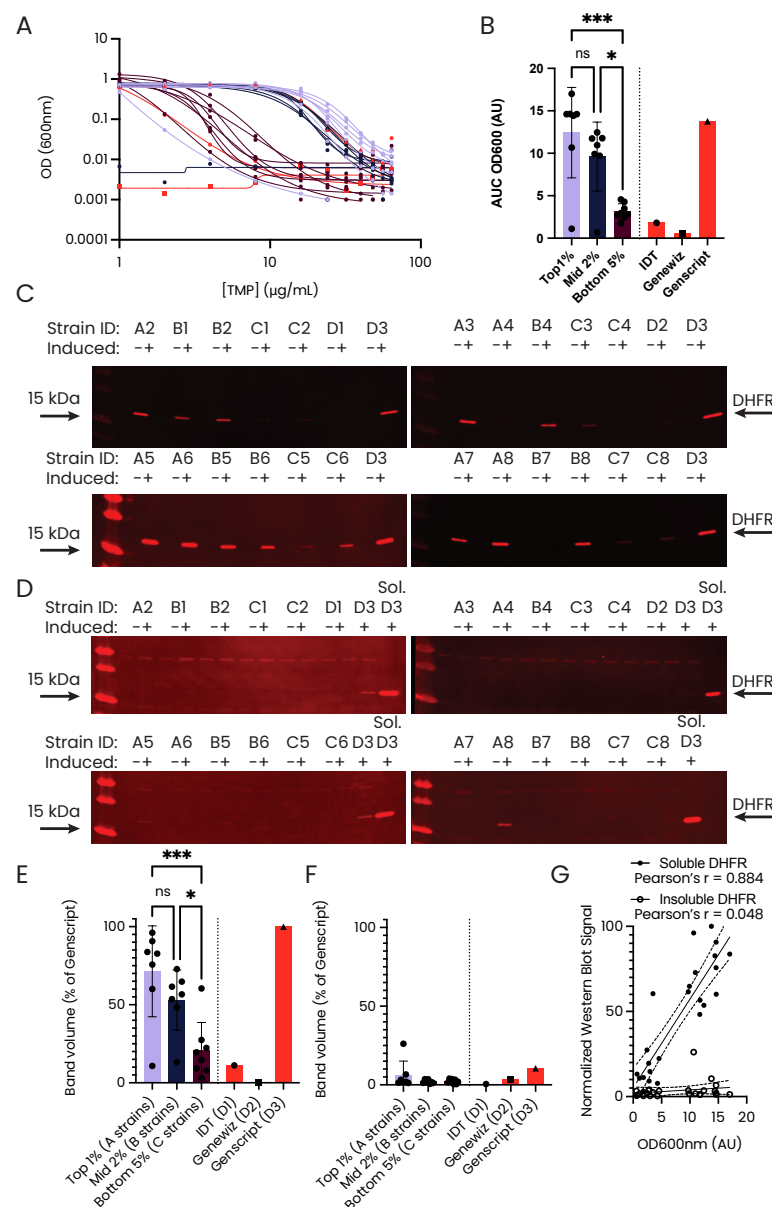 A
OD (600nm)
10
1
0.1
0.01
0.001
0.0001
1
10
100
[TMP] (μg/mL)
B
***
ns
*
AUC OD600 (AU)
20
15
10
5
0
Top1%
Mid 2%
Bottom 5%
IDT
Genewiz
Genscript
C
Strain ID: A2 B1 B2 C1 C2 D1 D3
Induced: -+ -+ -+ -+ -+ -+ -+
A3 A4 B4 C3 C4 D2 D3
-+ -+ -+ -+ -+ -+ -+
15 kDa
DHFR
Strain ID: A5 A6 B5 B6 C5 C6 D3
Induced: -+ -+ -+ -+ -+ -+ -+
A7 A8 B7 B8 C7 C8 D3
-+ -+ -+ -+ -+ -+ -+
15 kDa
DHFR
D
Sol.
Strain ID: A2 B1 B2 C1 C2 D1 D3 D3
Induced: -+ -+ -+ -+ -+ -+ + +
Sol.
A3 A4 B4 C3 C4 D2 D3 D3
-+ -+ -+ -+ -+ -+ + +
15 kDa
DHFR
Sol.
Strain ID: A5 A6 B5 B6 C5 C6 D3 D3
Induced: -+ -+ -+ -+ -+ -+ + +
Sol.
A7 A8 B7 B8 C7 C8 D3
-+ -+ -+ -+ -+ -+ +
15 kDa
DHFR
E
***
ns
*
Band volume (% of Genscript)
100
50
0
Top 1% (A strains)
Mid 2% (B strains)
Bottom 5% (C strains)
IDT (D1)
Genewiz (D2)
Genscript (D3)
F
Band volume (% of Genscript)
100
50
0
Top 1% (A strains)
Mid 2% (B strains)
Bottom 5% (C strains)
IDT (D1)
Genewiz (D2)
Genscript (D3)
G
Soluble DHFR
Pearson's r = 0.884
Insoluble DHFR
Pearson's r = 0.048
Normalized Western Blot Signal
100
75
50
25
0
0 5 10 15 20
OD600nm (AU)